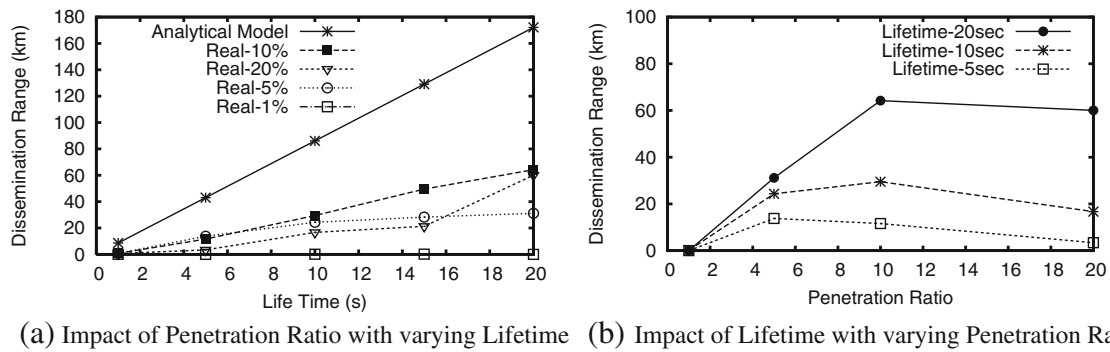 180
160
140
120
100
80
60
40
20
0
Dissemination Range (km)
Analytical Model
Real-10%
Real-20%
Real-5%
Real-1%
0 2 4 6 8 10 12 14 16 18 20
Life Time (s)
(a) Impact of Penetration Ratio with varying Lifetime
100
80
60
40
20
0
Dissemination Range (km)
Lifetime-20sec
Lifetime-10sec
Lifetime-5sec
0 2 4 6 8 10 12 14 16 18 20
Penetration Ratio
(b) Impact of Lifetime with varying Penetration Ra